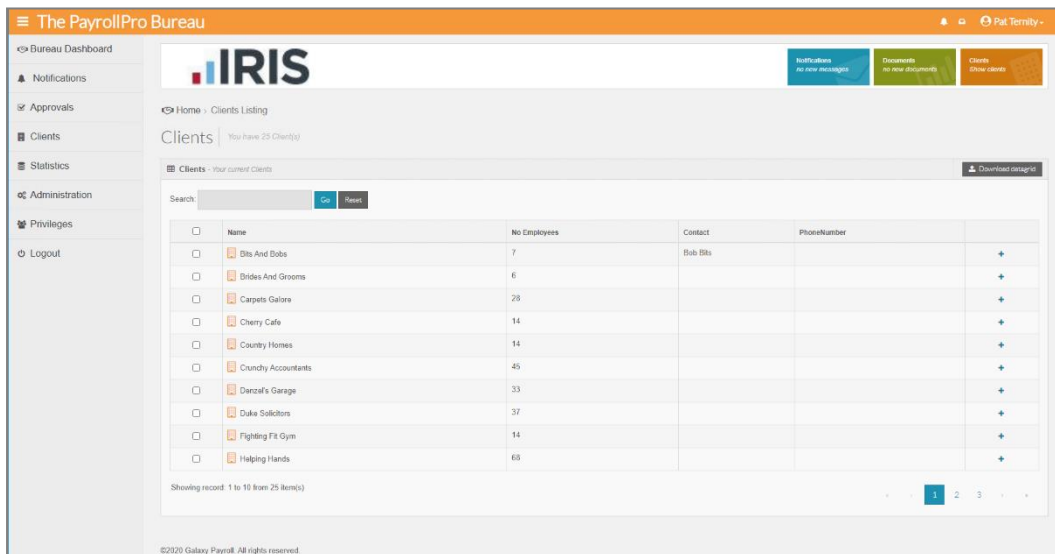 The PayrollPro Bureau
Pat Ternity
Bureau Dashboard
Notifications
Approvals
Clients
Statistics
Administration
Privileges
Logout
IRIS
Notifications
no new messages
Documents
no new documents
Clients
Show clients
Home › Clients Listing
Clients You have 25 Client(s)
Clients - Your current Clients
Download datagrid
Search: Go Reset
Name No Employees Contact PhoneNumber
Bits And Bobs 7 Bob Bits +
Brides And Grooms 6 +
Carpets Galore 28 +
Cherry Cafe 14 +
Country Homes 14 +
Crunchy Accountants 45 +
Denzel's Garage 33 +
Duke Solicitors 37 +
Fighting Fit Gym 14 +
Helping Hands 68 +
Showing record: 1 to 10 from 25 item(s)
« ‹ 1 2 3 › »
©2020 Galaxy Payroll. All rights reserved.